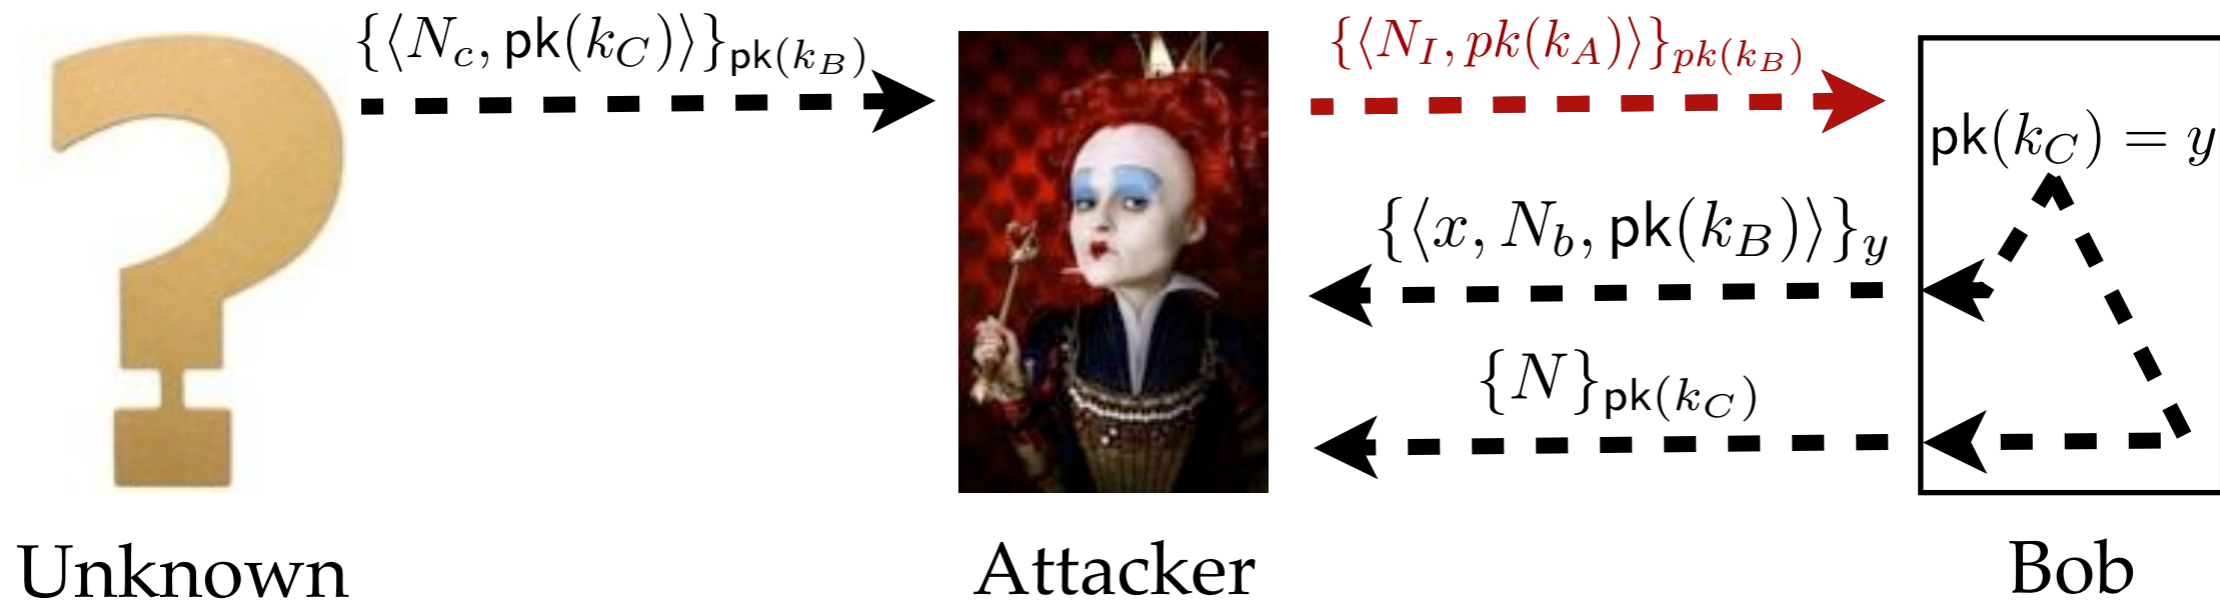 {⟨N_c, pk(k_C)⟩}_pk(k_B)
{⟨N_I, pk(k_A)⟩}_pk(k_B)
pk(k_C) = y
{⟨x, N_b, pk(k_B)⟩}_y
{N}_pk(k_C)
Unknown
Attacker
Bob